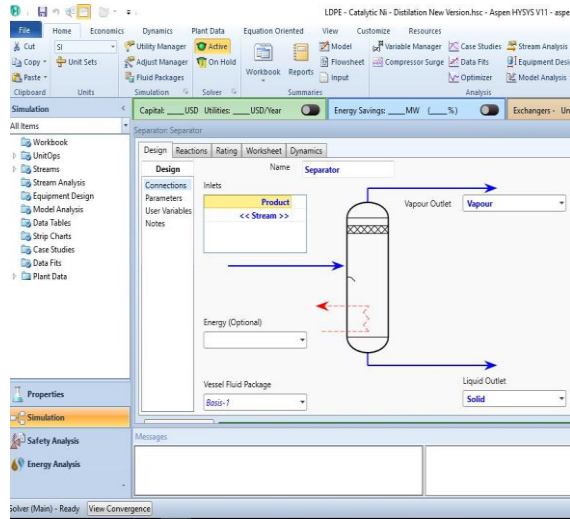 LDPE - Catalytic Ni - Distilation New Version.hsc - Aspen HYSYS V11 - aspen
File Home Economics Dynamics Plant Data Equation Oriented View Customize Resources
Cut SI Utility Manager Active Model Variable Manager Case Studies Stream Analysis
Copy Unit Sets Adjust Manager On Hold Workbook Reports Flowsheet Compressor Surge Data Fits Equipment Desi
Paste Fluid Packages Input Optimizer Model Analysis
Clipboard Units Simulation Solver Summaries Analysis
Simulation < Capital: ____USD Utilities: ____USD/Year Energy Savings: ____MW (____%) Exchangers - Un
All Items Separator: Separator
Workbook
UnitOps
Streams
Stream Analysis
Equipment Design
Model Analysis
Data Tables
Strip Charts
Case Studies
Data Fits
Plant Data
Design Reactions Rating Worksheet Dynamics
Design Name Separator
Connections
Parameters
User Variables
Notes
Inlets
Product
<< Stream >>
Vapour Outlet Vapour
Energy (Optional)
Vessel Fluid Package
Basis-1
Liquid Outlet
Solid
Properties
Simulation
Safety Analysis
Energy Analysis
Messages
Solver (Main) - Ready View Convergence